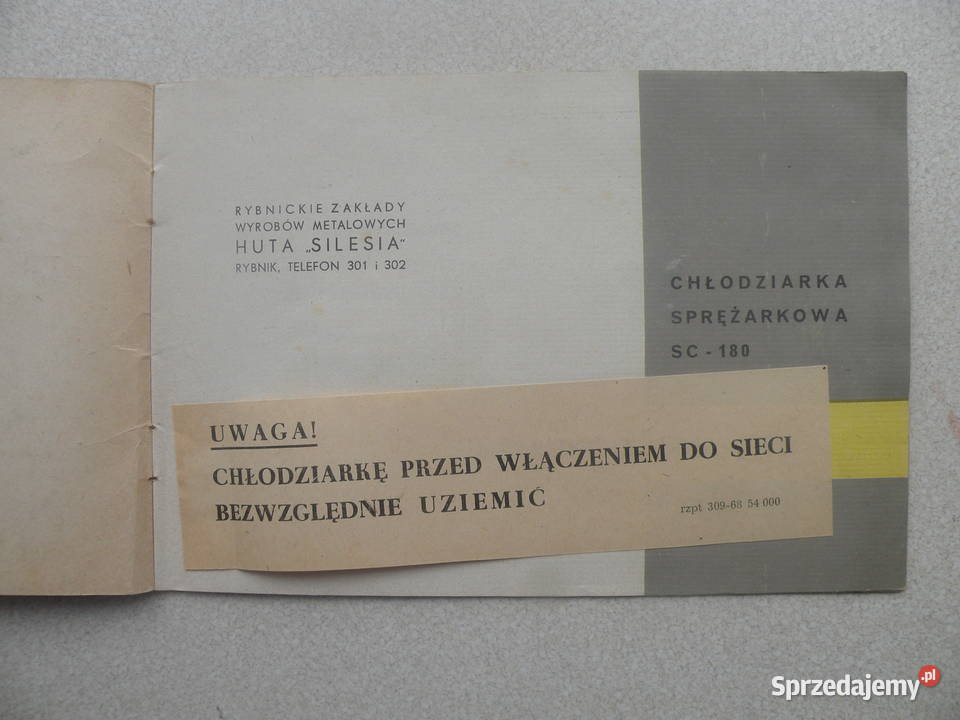 RYBNICKIE ZAKŁADY
WYROBÓW METALOWYCH
HUTA „SILESIA"
RYBNIK, TELEFON 301 i 302
CHŁODZIARKA
SPRĘŻARKOWA
SC - 180
UWAGA!
CHŁODZIARKĘ PRZED WŁĄCZENIEM DO SIECI
BEZWZGLĘDNIE UZIEMIĆ
rzpt 309-68 54 000
Sprzedajemy.pl